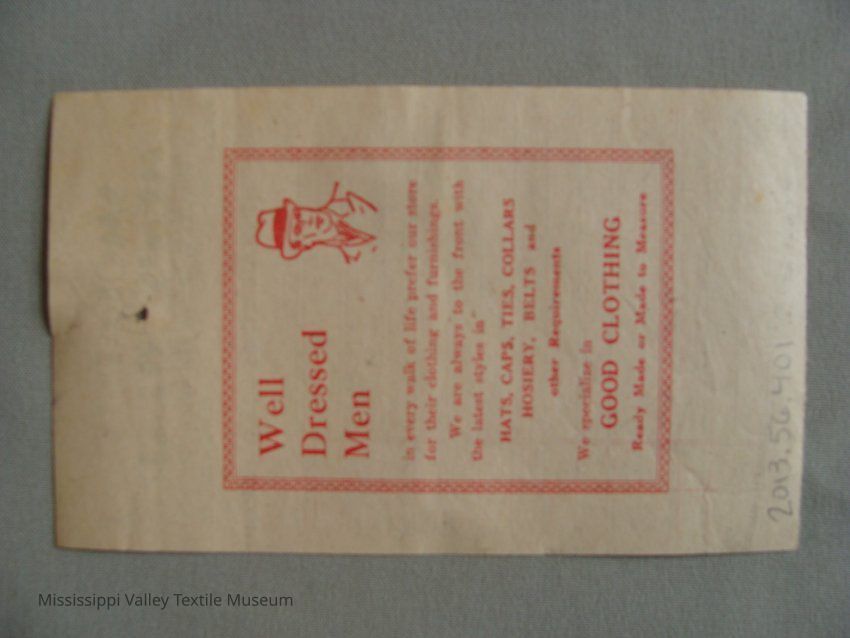 Well
Dressed
Men
in every walk of life prefer our store
for their clothing and furnishings.
We are always to the front with
the latest styles in
HATS, CAPS, TIES, COLLARS
HOSIERY, BELTS and
other Requirements
We specialize in
GOOD CLOTHING
Ready Made or Made to Measure
2013.56.401
Mississippi Valley Textile Museum